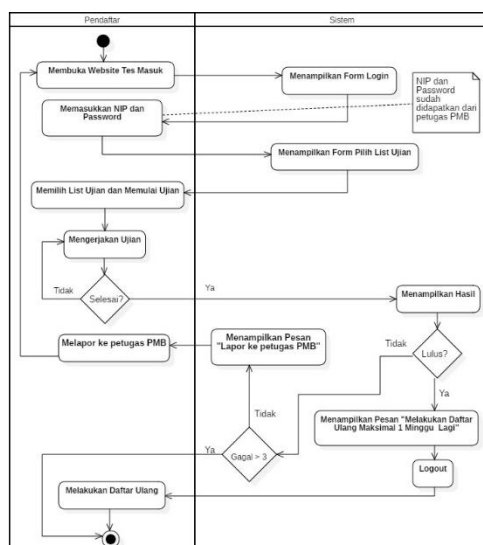 Pendaftar
Sistem
Membuka Website Tes Masuk
Menampilkan Form Login
NIP dan
Password
sudah
didapatkan dari
petugas PMB
Memasukkan NIP dan
Password
Menampilkan Form Pilih List Ujian
Memilih List Ujian dan Memulai Ujian
Mengerjakan Ujian
Tidak
Selesai?
Ya
Menampilkan Hasil
Melapor ke petugas PMB
Menampilkan Pesan
"Lapor ke petugas PMB"
Tidak
Lulus?
Ya
Tidak
Menampilkan Pesan "Melakukan Daftar
Ulang Maksimal 1 Minggu Lagi"
Ya
Gagal > 3
Logout
Melakukan Daftar Ulang